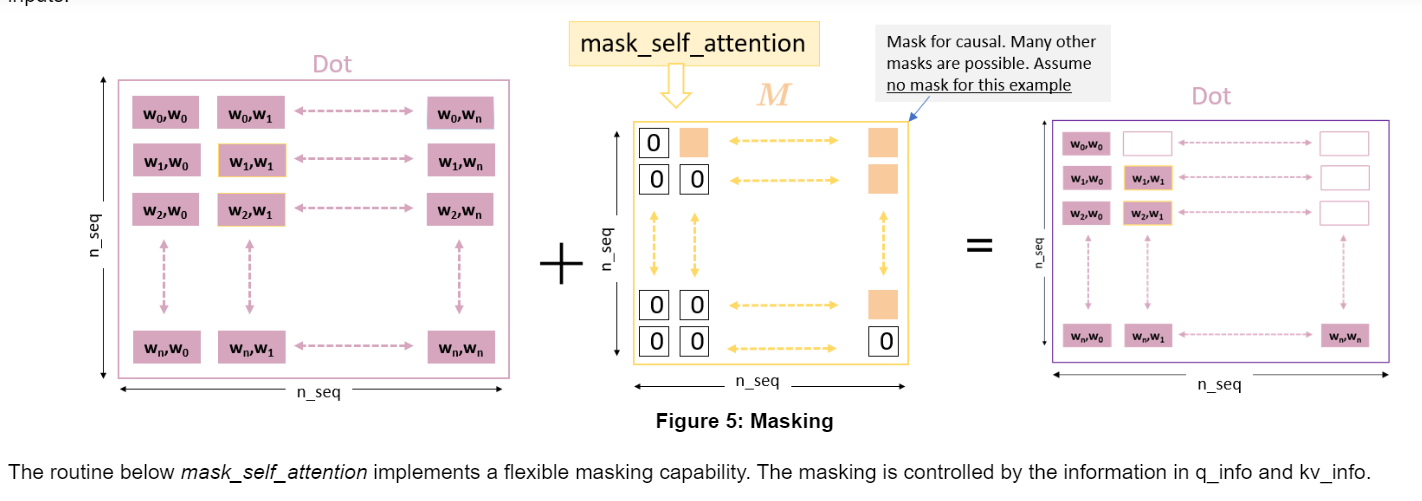 inputs.
mask_self_attention
Mask for causal. Many other
masks are possible. Assume
no mask for this example
Dot
M
Dot
w₀,w₀ w₀,w₁ w₀,wₙ
w₁,w₀ w₁,w₁ w₁,wₙ
w₂,w₀ w₂,w₁ w₂,wₙ
wₙ,w₀ wₙ,w₁ wₙ,wₙ
n_seq
n_seq
+
0
0 0
0 0
0 0 0
n_seq
n_seq
=
w₀,w₀
w₁,w₀ w₁,w₁
w₂,w₀ w₂,w₁
wₙ,w₀ wₙ,w₁ wₙ,wₙ
n_seq
n_seq
Figure 5: Masking
The routine below mask_self_attention implements a flexible masking capability. The masking is controlled by the information in q_info and kv_info.